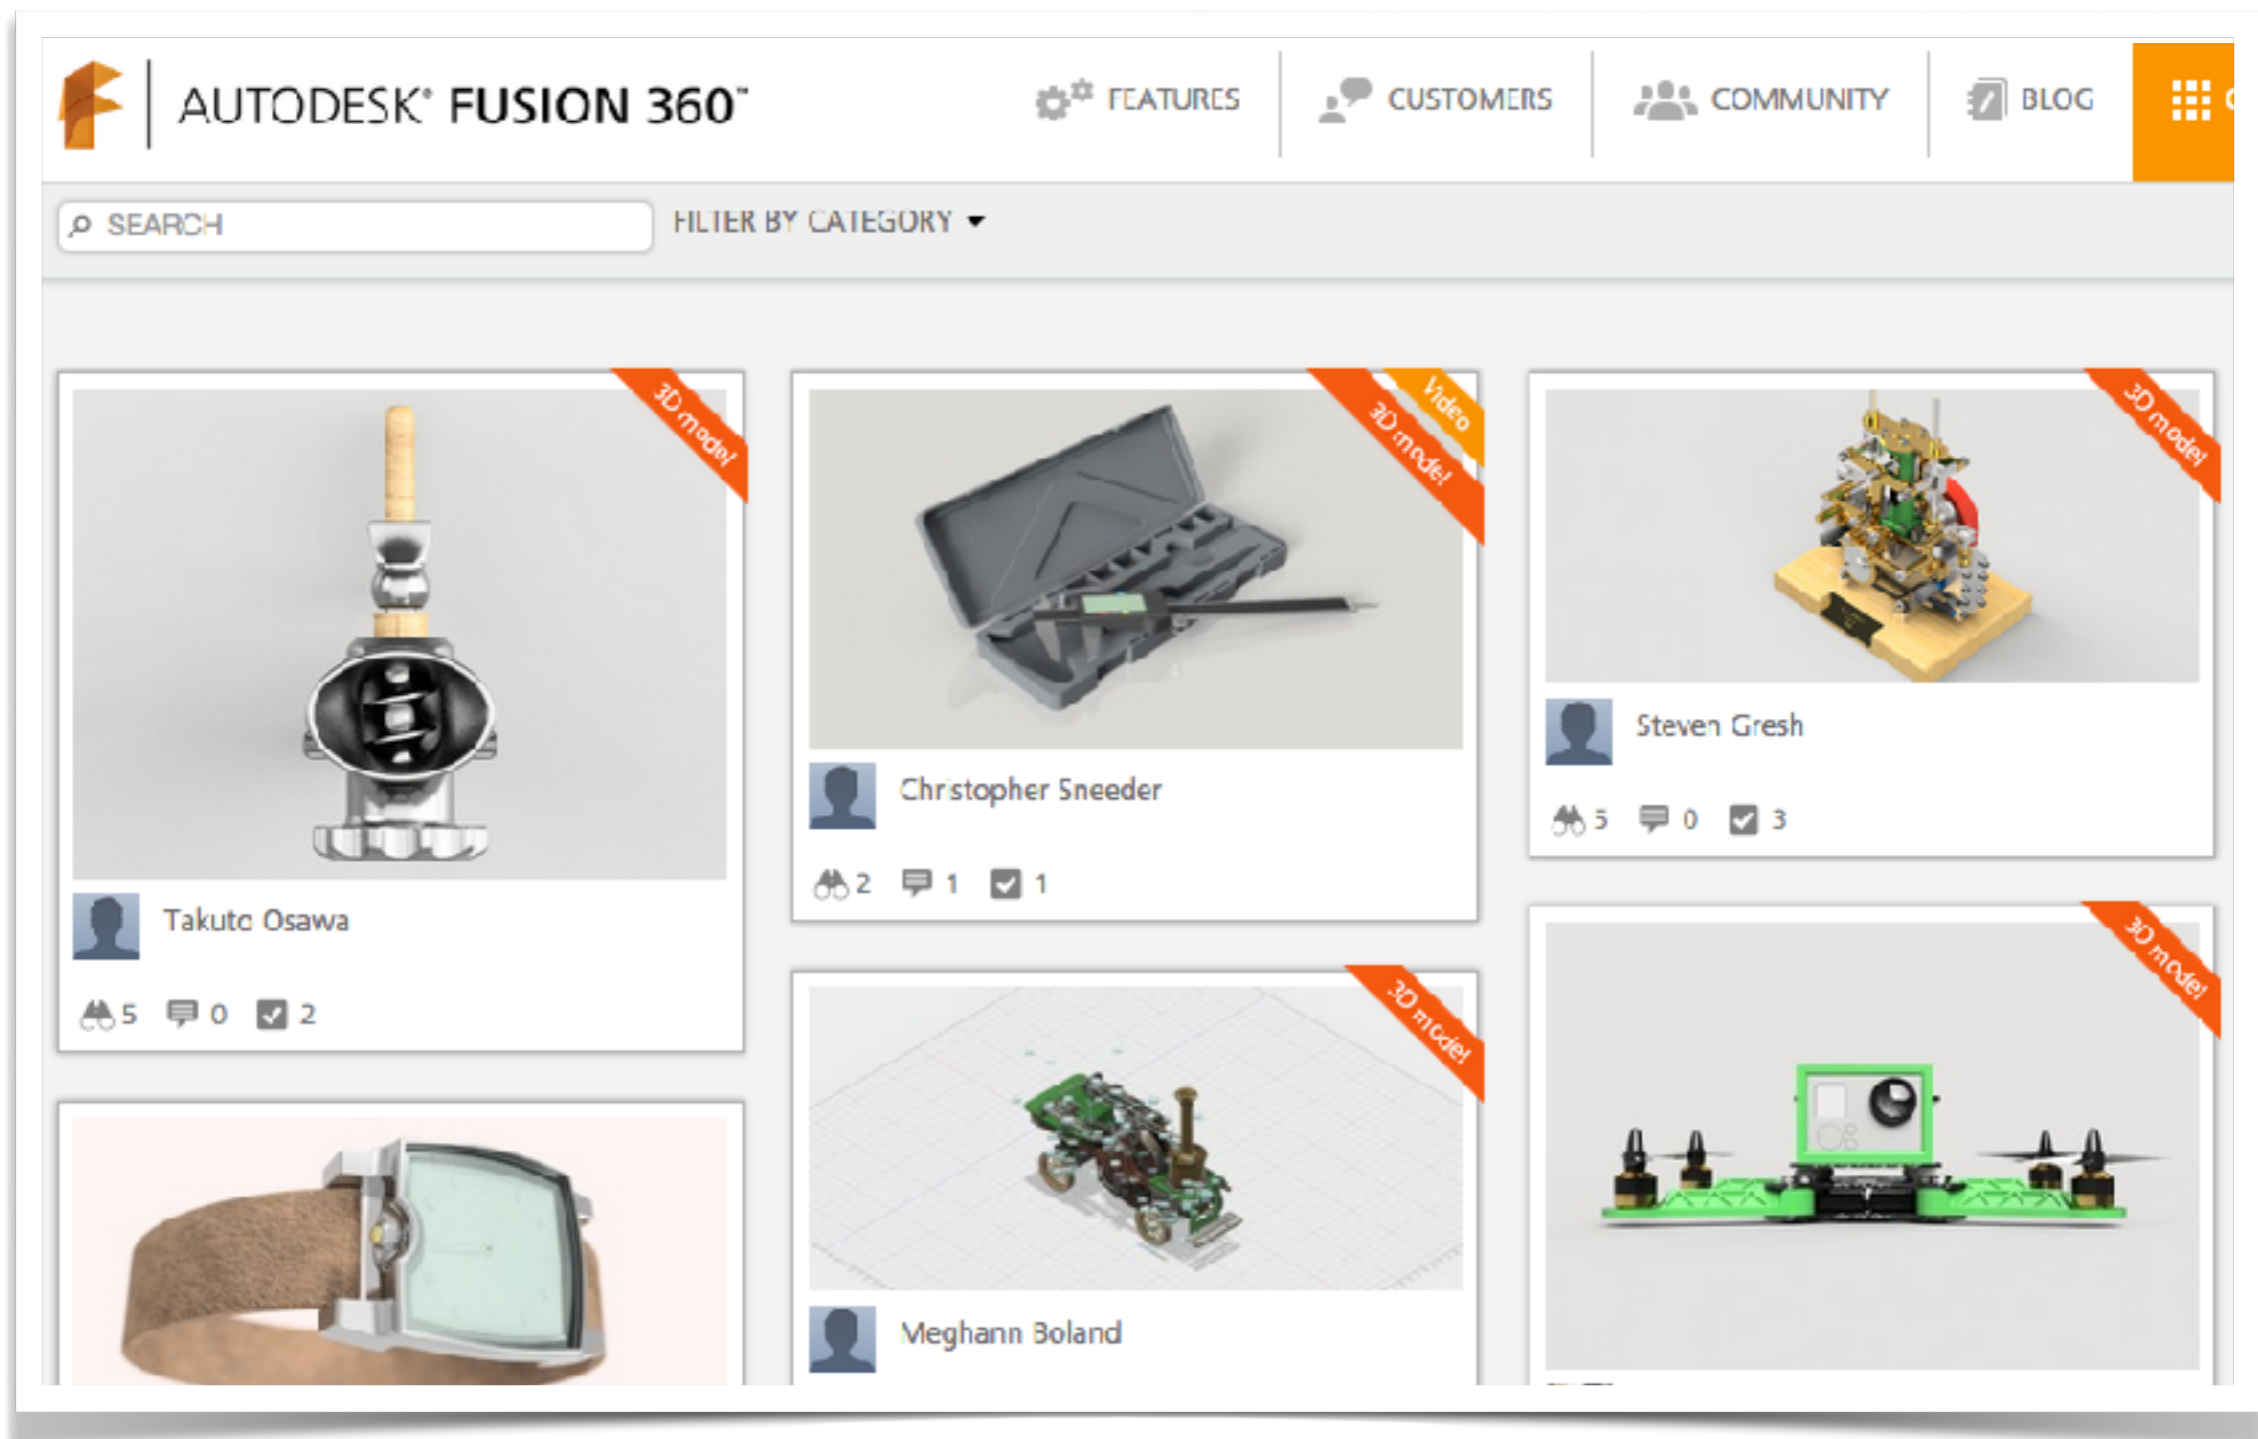 AUTODESK® FUSION 360™
FEATURES
CUSTOMERS
COMMUNITY
BLOG
SEARCH
FILTER BY CATEGORY
3D model
Takuto Osawa
5 0 2
Video
3D model
Christopher Sneeder
2 1 1
3D model
Steven Gresh
5 0 3
3D model
Meghann Boland
3D model